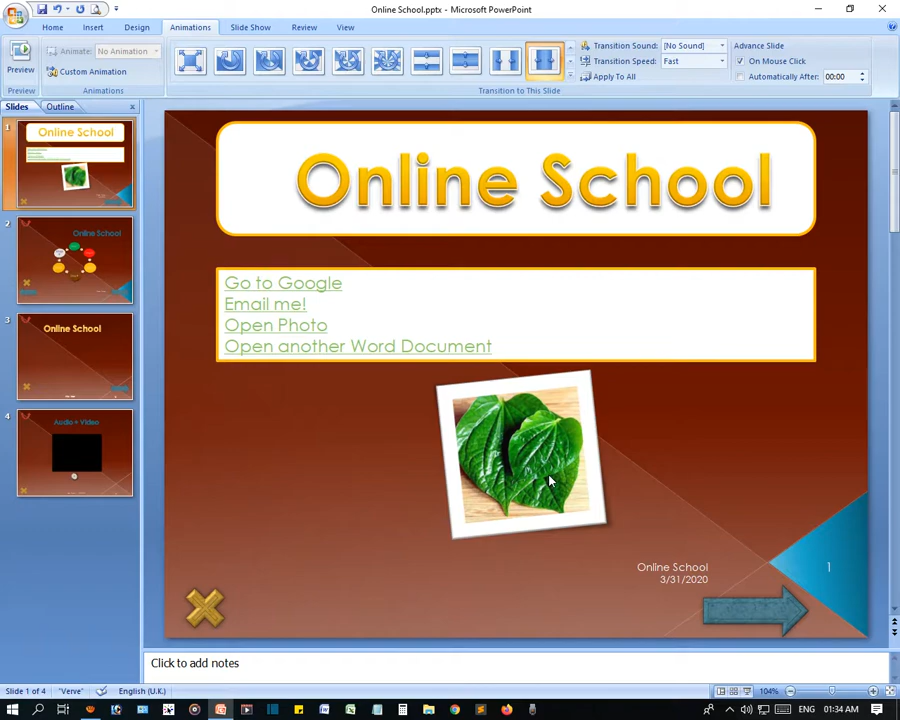 Online School.pptx - Microsoft PowerPoint
Home Insert Design Animations Slide Show Review View
Preview
Preview
Animate: No Animation
Custom Animation
Animations
Transition Sound: [No Sound]
Transition Speed: Fast
Apply To All
Transition to This Slide
Advance Slide
On Mouse Click
Automatically After: 00:00
Slides Outline
1
Online School
2
Online School
3
Online School
4
Audio + Video
Online School
Go to Google
Email me!
Open Photo
Open another Word Document
Online School
3/31/2020
1
Click to add notes
Slide 1 of 4 "Verve" English (U.K.) 104%
ENG 01:34 AM